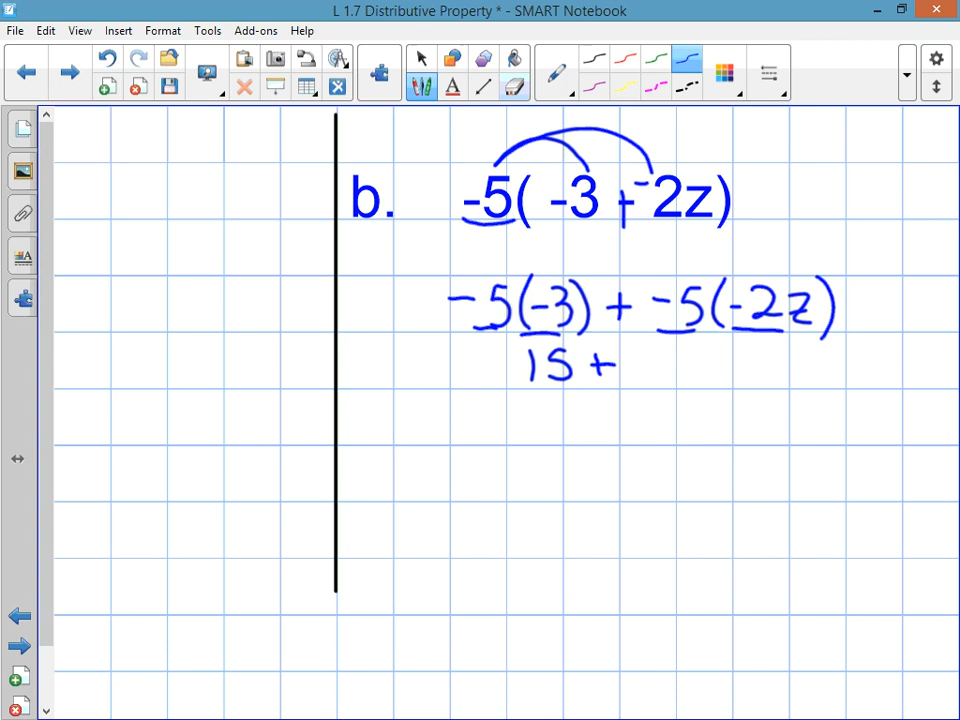 L 1.7 Distributive Property * - SMART Notebook
File Edit View Insert Format Tools Add-ons Help
b. -5( -3 + -2z)
-5(-3) + -5(-2z)
15 +